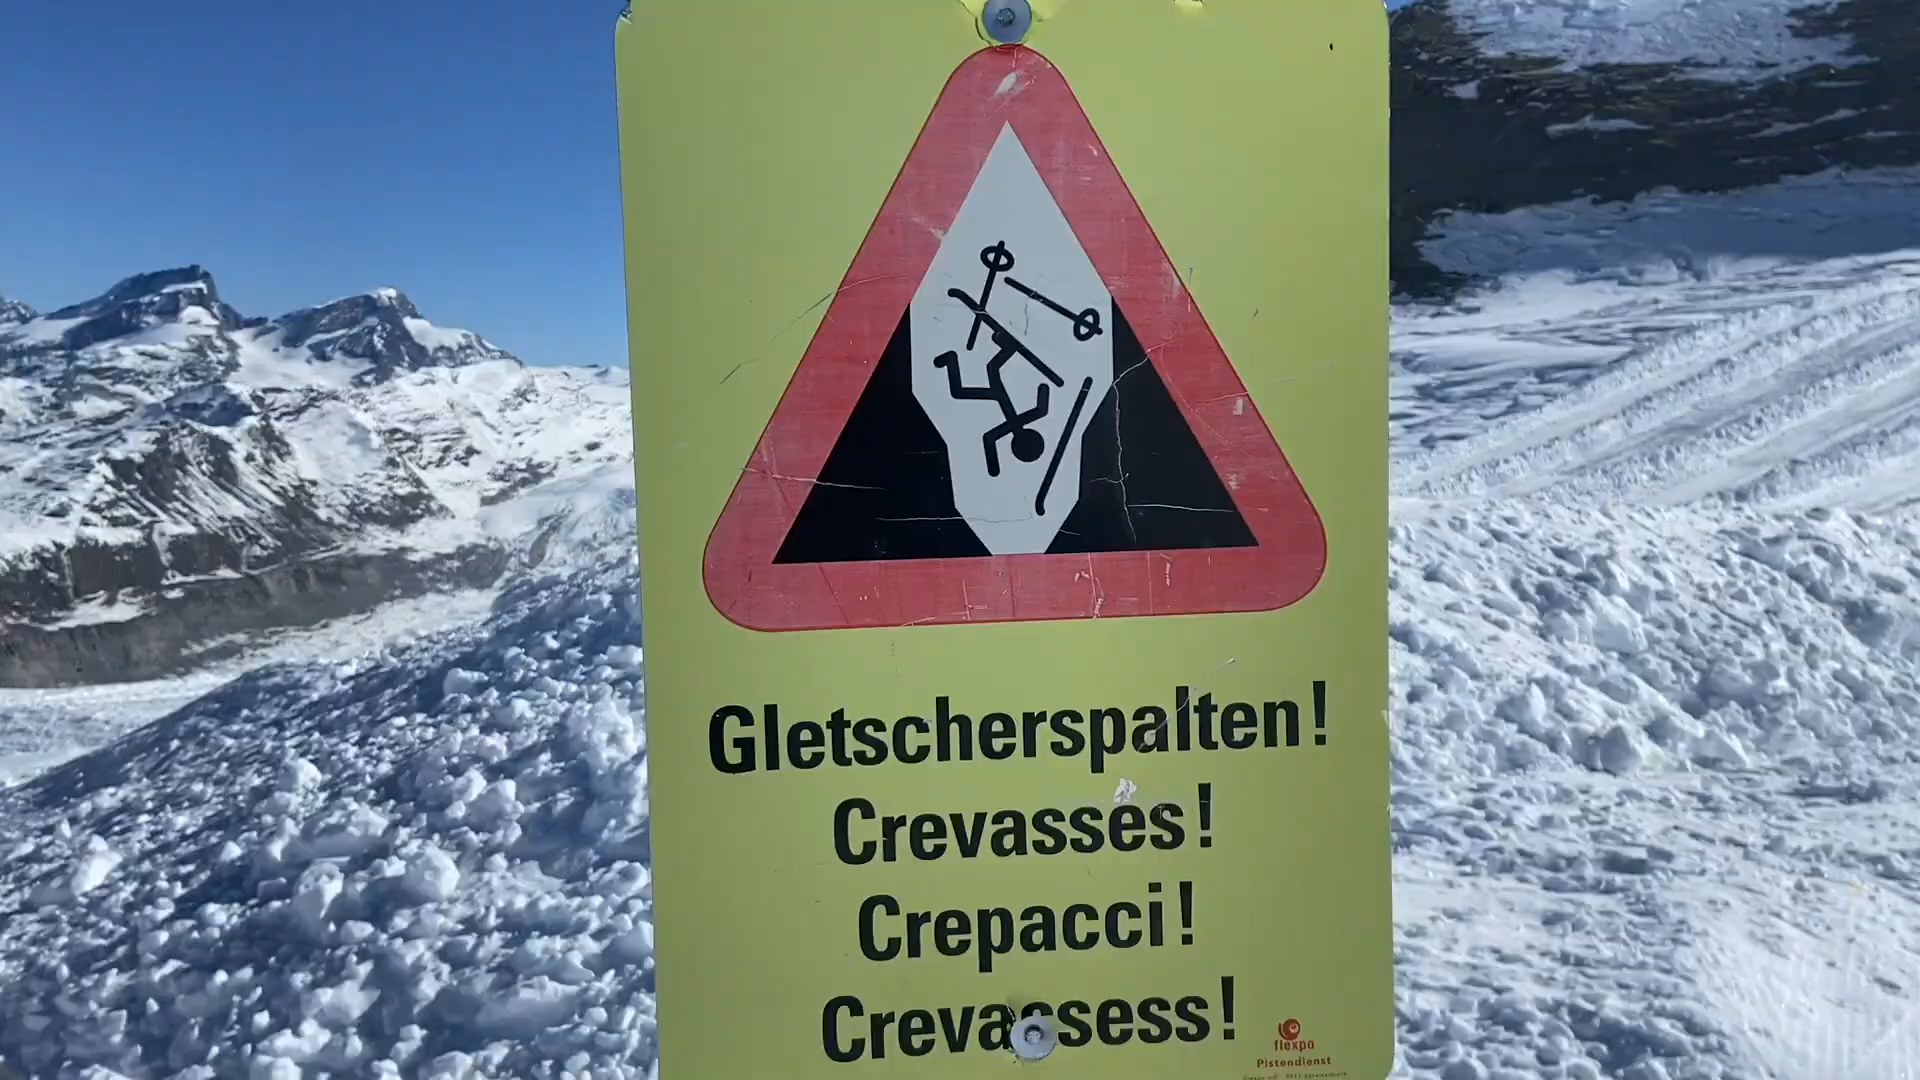 Gletscherspalten!
Crevasses!
Crepacci!
Crevassess!
flexpo
Pistendienst